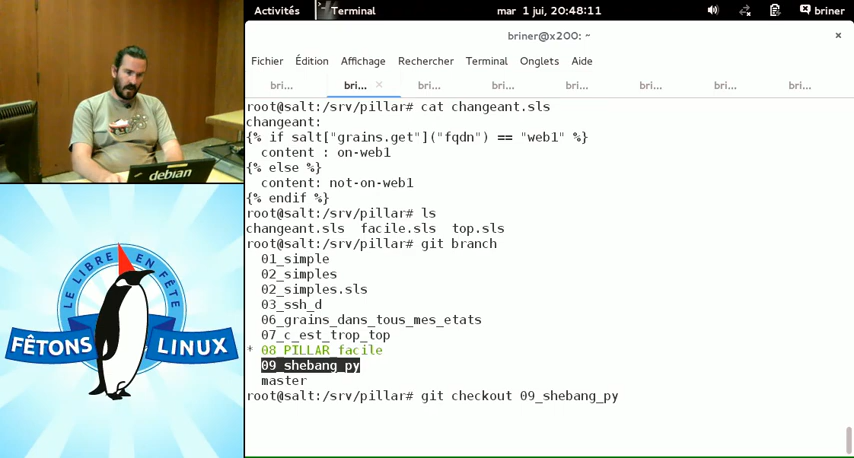 Activités
Terminal
mar 1 jui, 20:48:11
briner
briner@x200: ~
×
Fichier Édition Affichage Rechercher Terminal Onglets Aide
bri... bri... × bri... bri... bri... bri... bri... bri...
root@salt:/srv/pillar# cat changeant.sls
changeant:
{% if salt["grains.get"]("fqdn") == "web1" %}
  content : on-web1
{% else %}
  content: not-on-web1
{% endif %}
root@salt:/srv/pillar# ls
changeant.sls  facile.sls  top.sls
root@salt:/srv/pillar# git branch
  01_simple
  02_simples
  02_simples.sls
  03_ssh_d
  06_grains_dans_tous_mes_etats
  07_c_est_trop_top
* 08_PILLAR_facile
  09_shebang_py
  master
root@salt:/srv/pillar# git checkout 09_shebang_py
debian
LE LIBRE EN FÊTE
FÊTONS LINUX